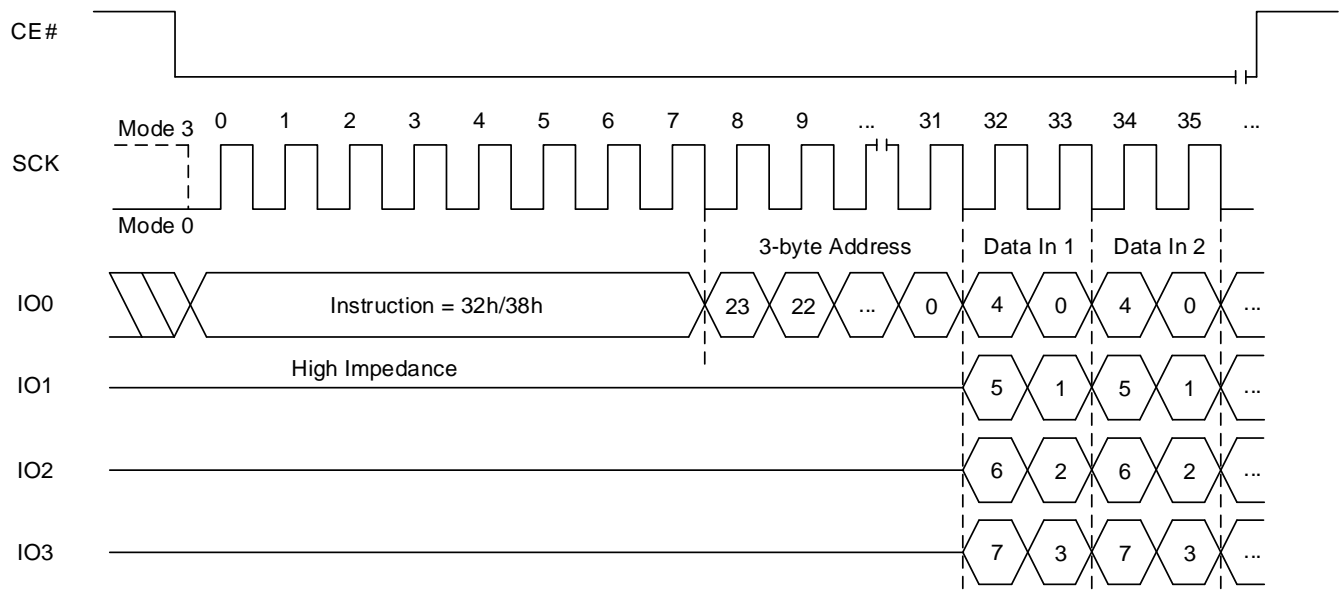 CE#
Mode 3 0 1 2 3 4 5 6 7 8 9 ... 31 32 33 34 35 ...
SCK
Mode 0
3-byte Address Data In 1 Data In 2
IO0 Instruction = 32h/38h 23 22 ... 0 4 0 4 0 ...
High Impedance
IO1 5 1 5 1 ...
IO2 6 2 6 2 ...
IO3 7 3 7 3 ...